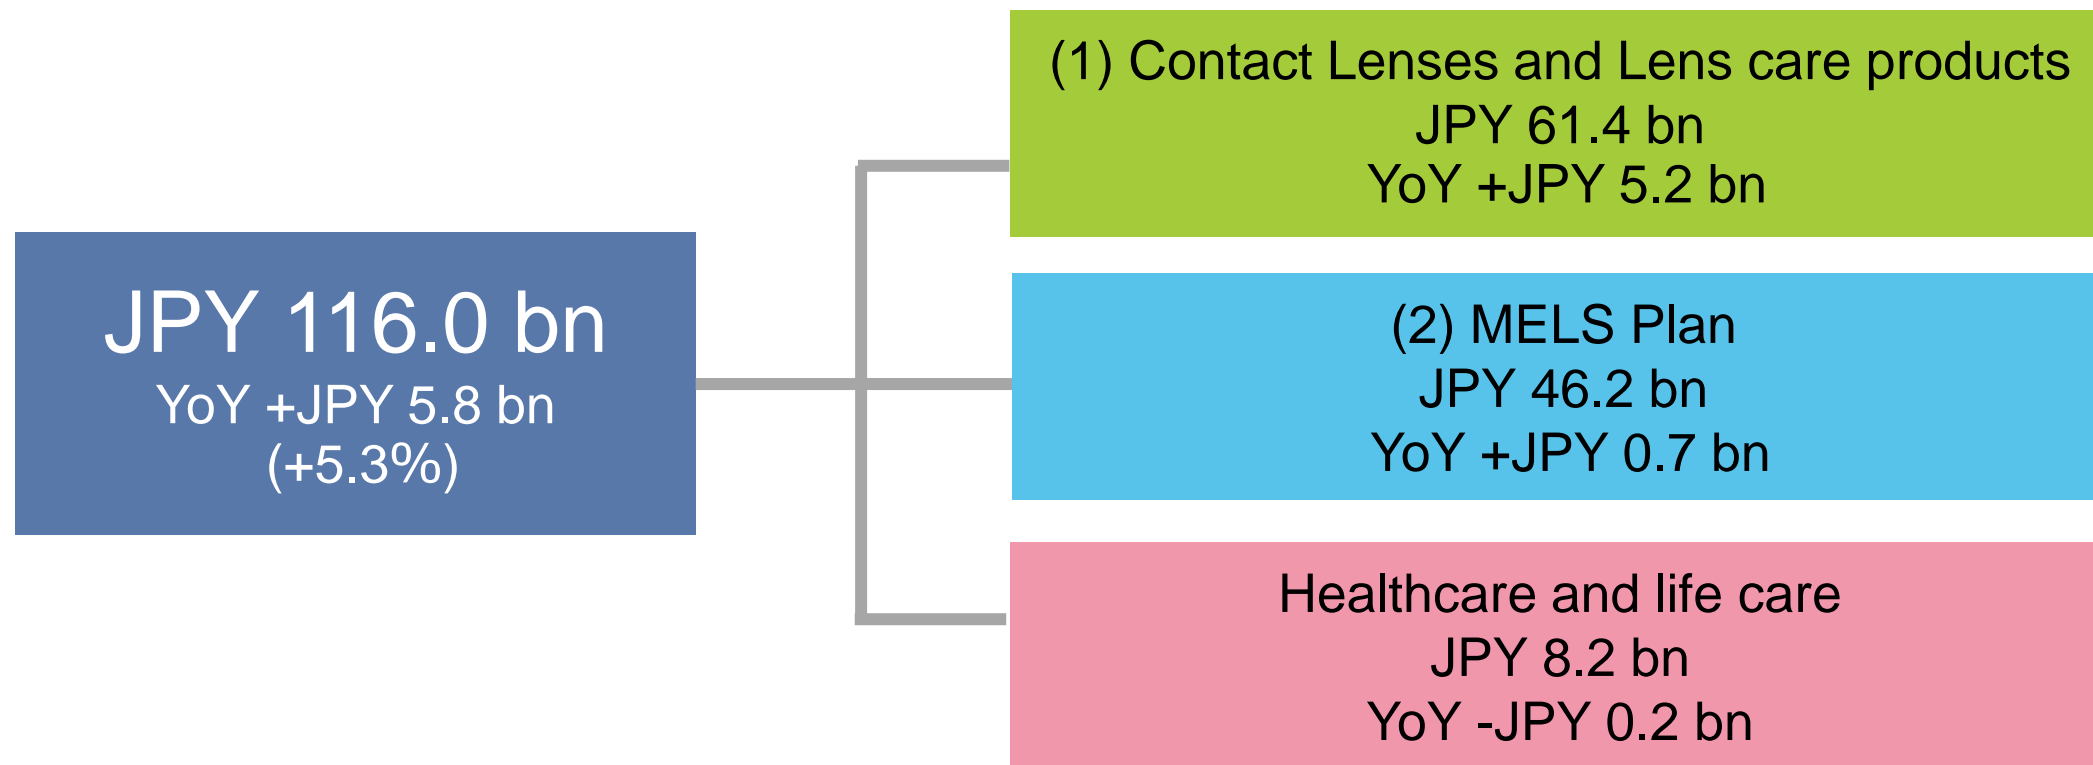 JPY 116.0 bn
YoY +JPY 5.8 bn
(+5.3%)
(1) Contact Lenses and Lens care products
JPY 61.4 bn
YoY +JPY 5.2 bn
(2) MELS Plan
JPY 46.2 bn
YoY +JPY 0.7 bn
Healthcare and life care
JPY 8.2 bn
YoY -JPY 0.2 bn